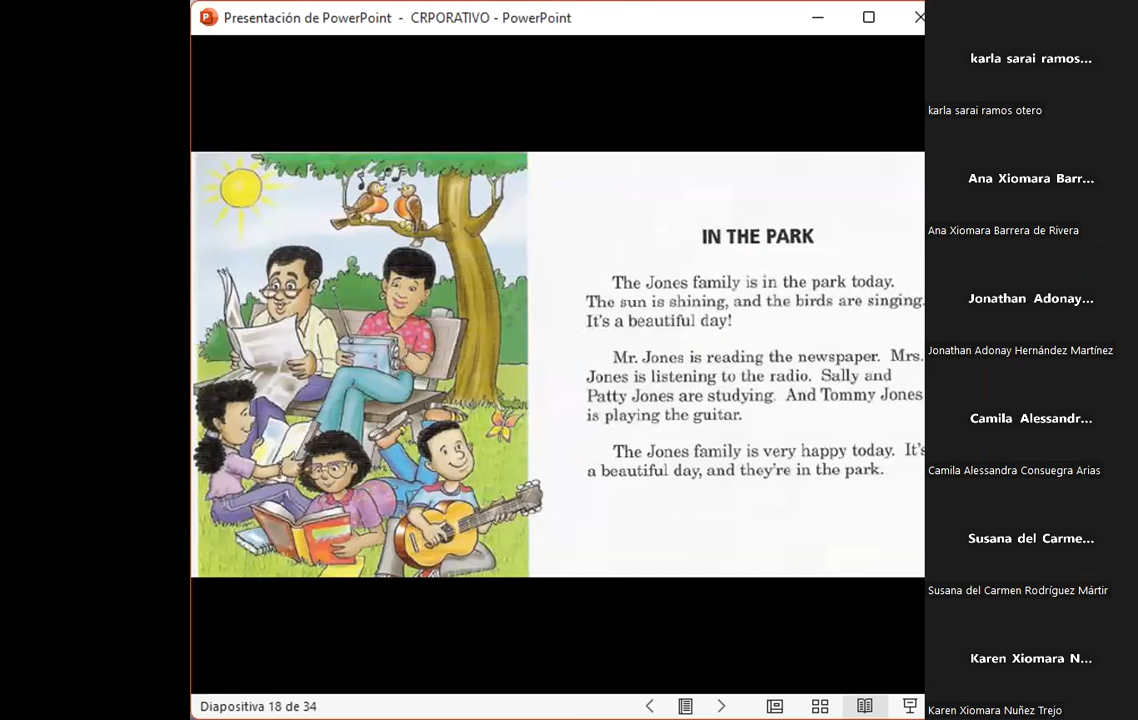 Presentación de PowerPoint - CRPORATIVO - PowerPoint
IN THE PARK
The Jones family is in the park today.
The sun is shining, and the birds are singing.
It's a beautiful day!
Mr. Jones is reading the newspaper. Mrs.
Jones is listening to the radio. Sally and
Patty Jones are studying. And Tommy Jones
is playing the guitar.
The Jones family is very happy today. It's
a beautiful day, and they're in the park.
Diapositiva 18 de 34
karla sarai ramos...
karla sarai ramos otero
Ana Xiomara Barr...
Ana Xiomara Barrera de Rivera
Jonathan Adonay...
Jonathan Adonay Hernández Martínez
Camila Alessandr...
Camila Alessandra Consuegra Arias
Susana del Carme...
Susana del Carmen Rodríguez Mártir
Karen Xiomara N...
Karen Xiomara Nuñez Trejo